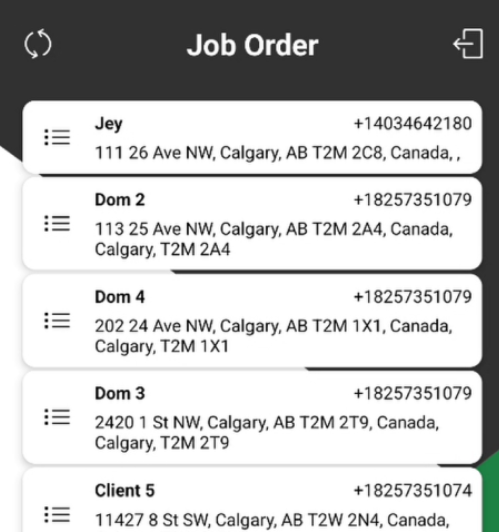 Job Order
Jey +14034642180
111 26 Ave NW, Calgary, AB T2M 2C8, Canada, ,
Dom 2 +18257351079
113 25 Ave NW, Calgary, AB T2M 2A4, Canada,
Calgary, T2M 2A4
Dom 4 +18257351079
202 24 Ave NW, Calgary, AB T2M 1X1, Canada,
Calgary, T2M 1X1
Dom 3 +18257351079
2420 1 St NW, Calgary, AB T2M 2T9, Canada,
Calgary, T2M 2T9
Client 5 +18257351074
11427 8 St SW, Calgary, AB T2W 2N4, Canada,